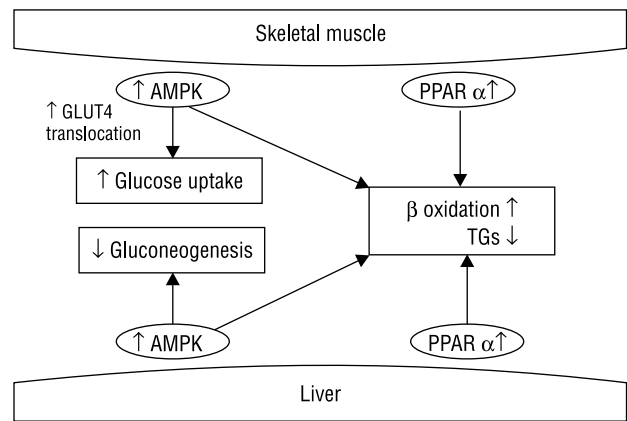 Skeletal muscle
↑ AMPK
PPAR α↑
↑ GLUT4
translocation
↑ Glucose uptake
β oxidation ↑
TGs ↓
↓ Gluconeogenesis
↑ AMPK
PPAR α↑
Liver